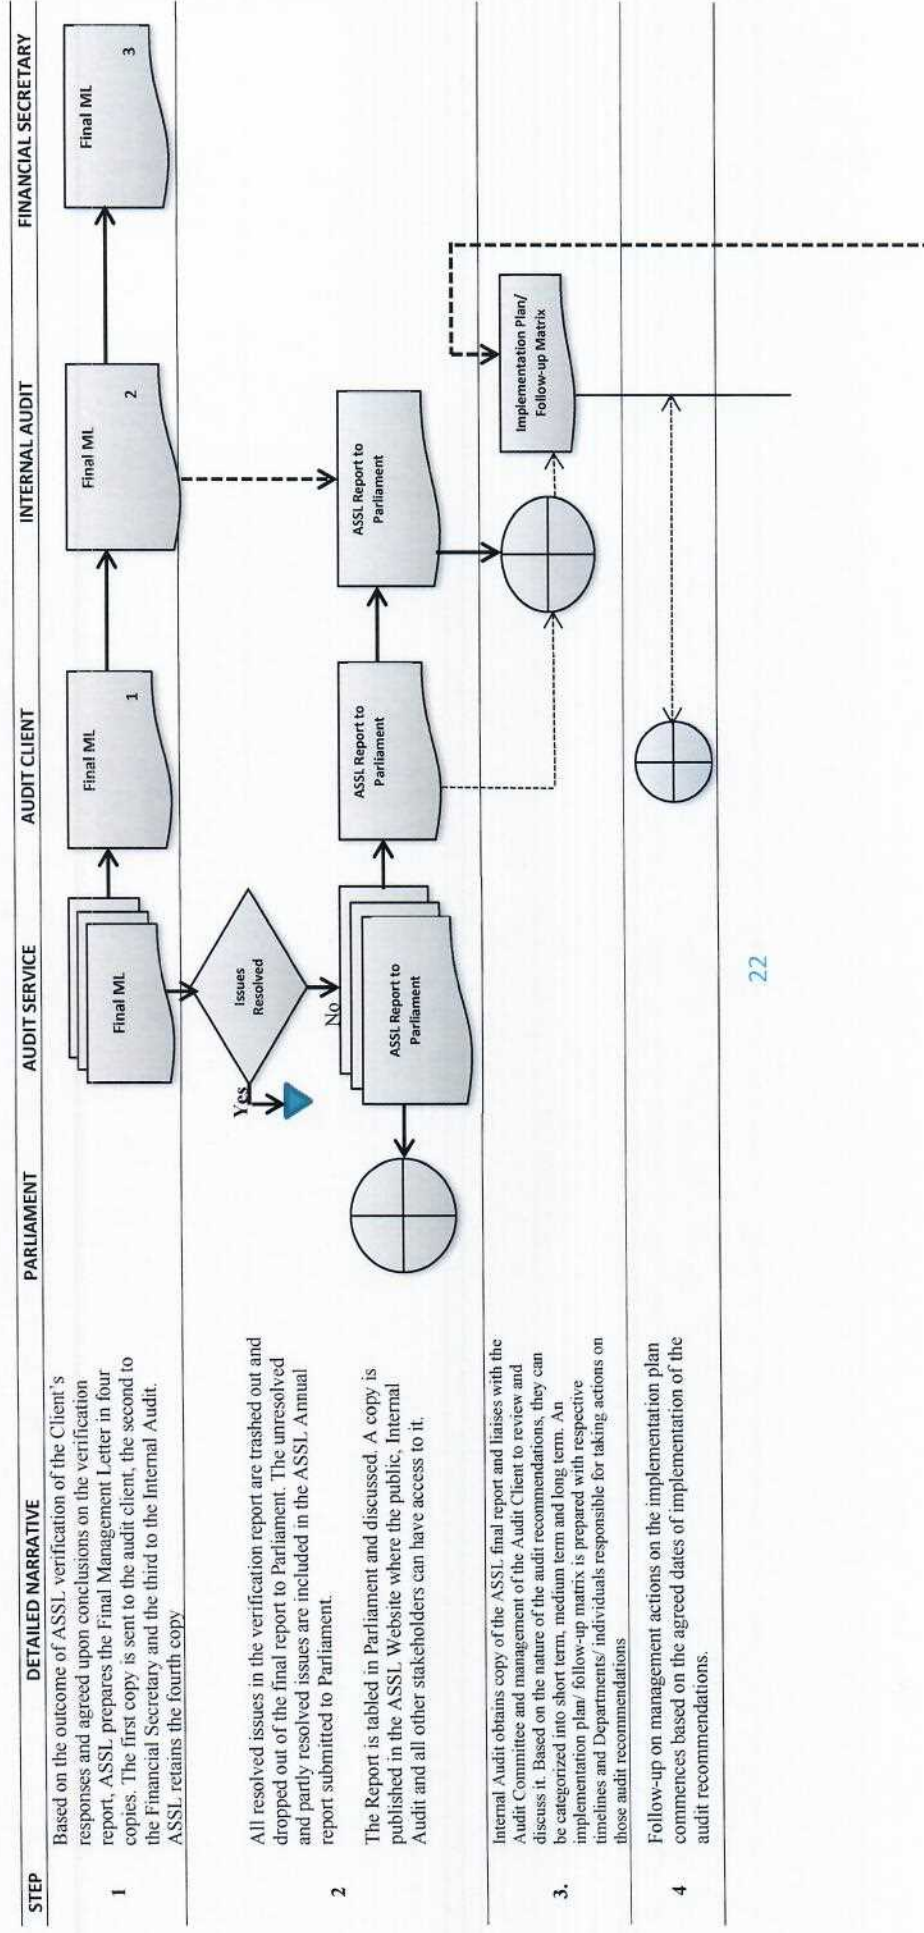 STEP DETAILED NARRATIVE PARLIAMENT AUDIT SERVICE AUDIT CLIENT INTERNAL AUDIT FINANCIAL SECRETARY
1
Based on the outcome of ASSL verification of the Client's
responses and agreed upon conclusions on the verification
report, ASSL prepares the Final Management Letter in four
copies. The first copy is sent to the audit client, the second to
the Financial Secretary and the third to the Internal Audit.
ASSL retains the fourth copy
Final ML
Final ML
1
Final ML
2
Final ML
3
2
All resolved issues in the verification report are trashed out and
dropped out of the final report to Parliament. The unresolved
and partly resolved issues are included in the ASSL Annual
report submitted to Parliament.
The Report is tabled in Parliament and discussed. A copy is
published in the ASSL Website where the public, Internal
Audit and all other stakeholders can have access to it.
Yes
Issues
Resolved
No
ASSL Report to
Parliament
ASSL Report to
Parliament
ASSL Report to
Parliament
3.
Internal Audit obtains copy of the ASSL final report and liaises with the
Audit Committee and management of the Audit Client to review and
discuss it. Based on the nature of the audit recommendations, they can
be categorized into short term, medium term and long term. An
implementation plan/ follow-up matrix is prepared with respective
timelines and Departments/ individuals responsible for taking actions on
those audit recommendations
Implementation Plan/
Follow-up Matrix
4
Follow-up on management actions on the implementation plan
commences based on the agreed dates of implementation of the
audit recommendations.
22